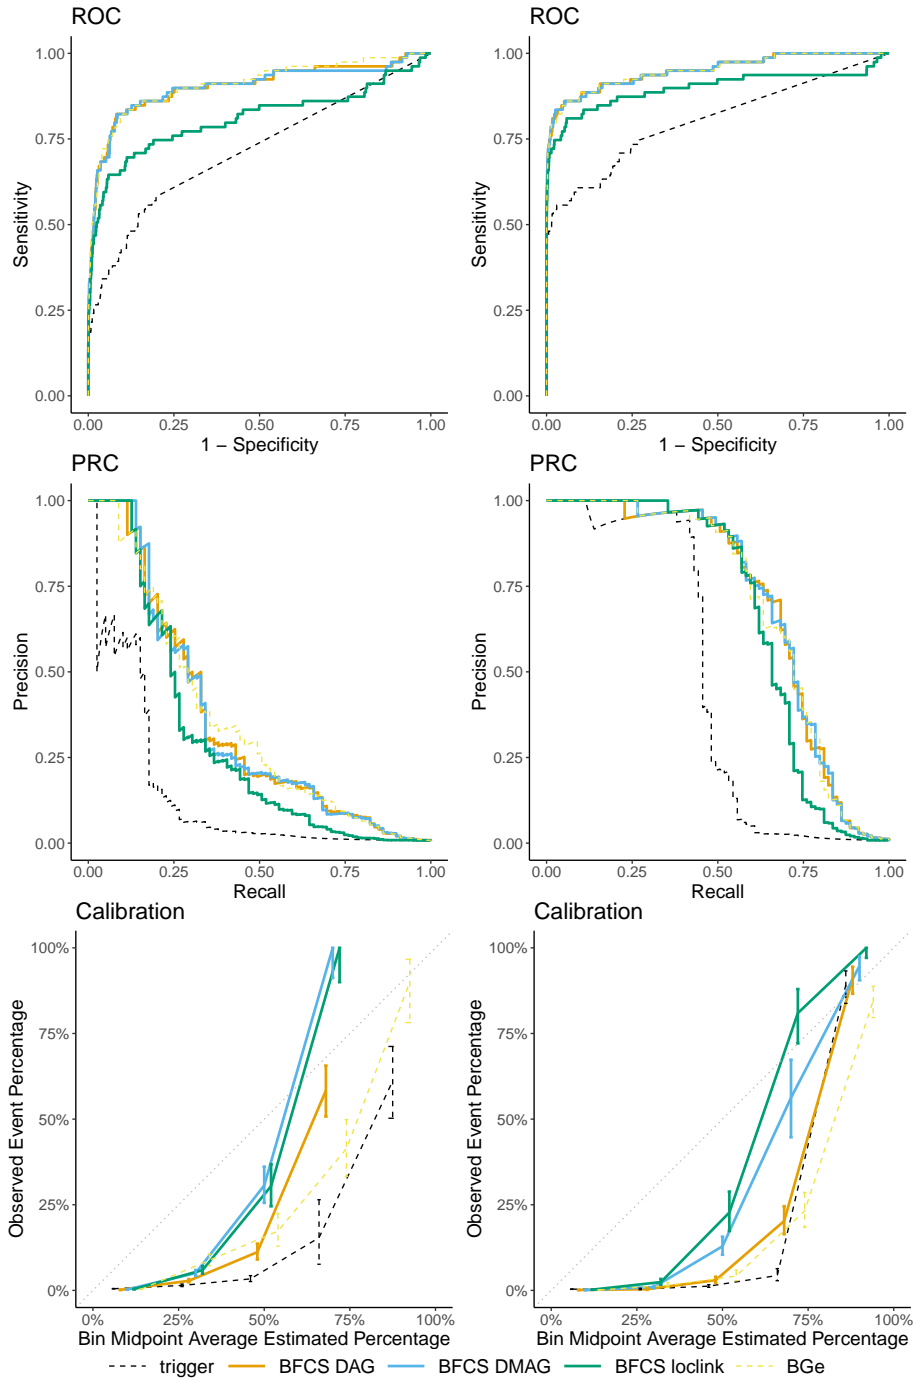 ROC
1.00
0.75
0.50
0.25
0.00
Sensitivity
0.00 0.25 0.50 0.75 1.00
1 − Specificity
ROC
1.00
0.75
0.50
0.25
0.00
Sensitivity
0.00 0.25 0.50 0.75 1.00
1 − Specificity
PRC
1.00
0.75
0.50
0.25
0.00
Precision
0.00 0.25 0.50 0.75 1.00
Recall
PRC
1.00
0.75
0.50
0.25
0.00
Precision
0.00 0.25 0.50 0.75 1.00
Recall
Calibration
100%
75%
50%
25%
0%
Observed Event Percentage
0% 25% 50% 75% 100%
Bin Midpoint Average Estimated Percentage
Calibration
100%
75%
50%
25%
0%
Observed Event Percentage
0% 25% 50% 75% 100%
Bin Midpoint Average Estimated Percentage
trigger BFCS DAG BFCS DMAG BFCS loclink BGe